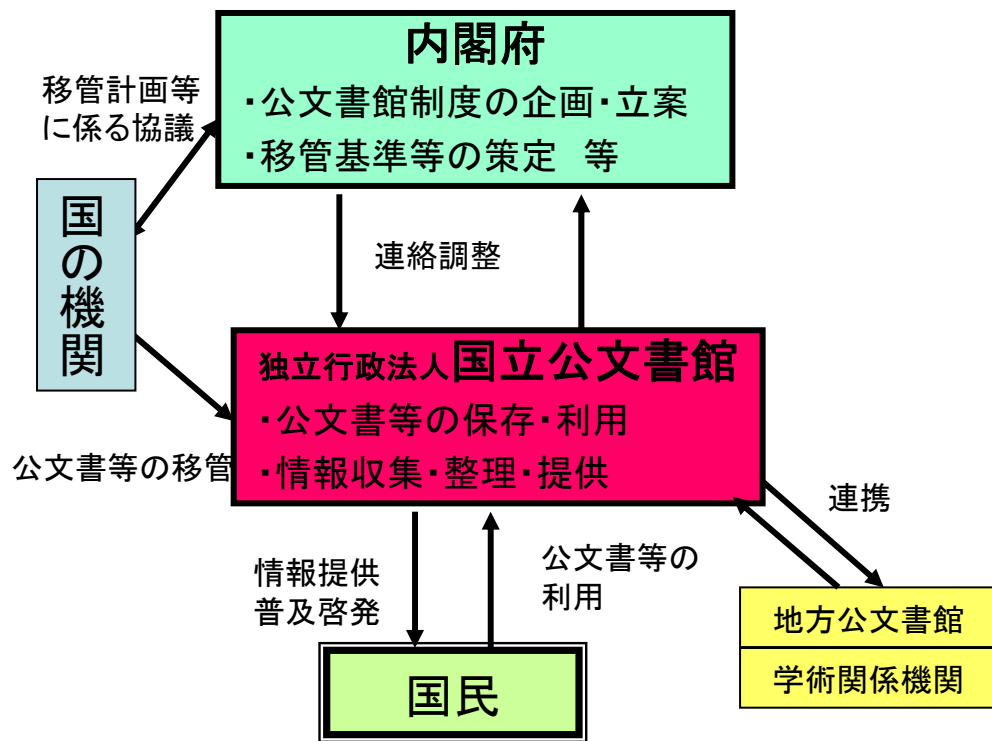 内閣府
・公文書館制度の企画・立案
・移管基準等の策定　等
移管計画等
に係る協議
国の機関
連絡調整
独立行政法人国立公文書館
・公文書等の保存・利用
・情報収集・整理・提供
公文書等の移管
連携
情報提供
普及啓発
公文書等の
利用
地方公文書館
学術関係機関
国民